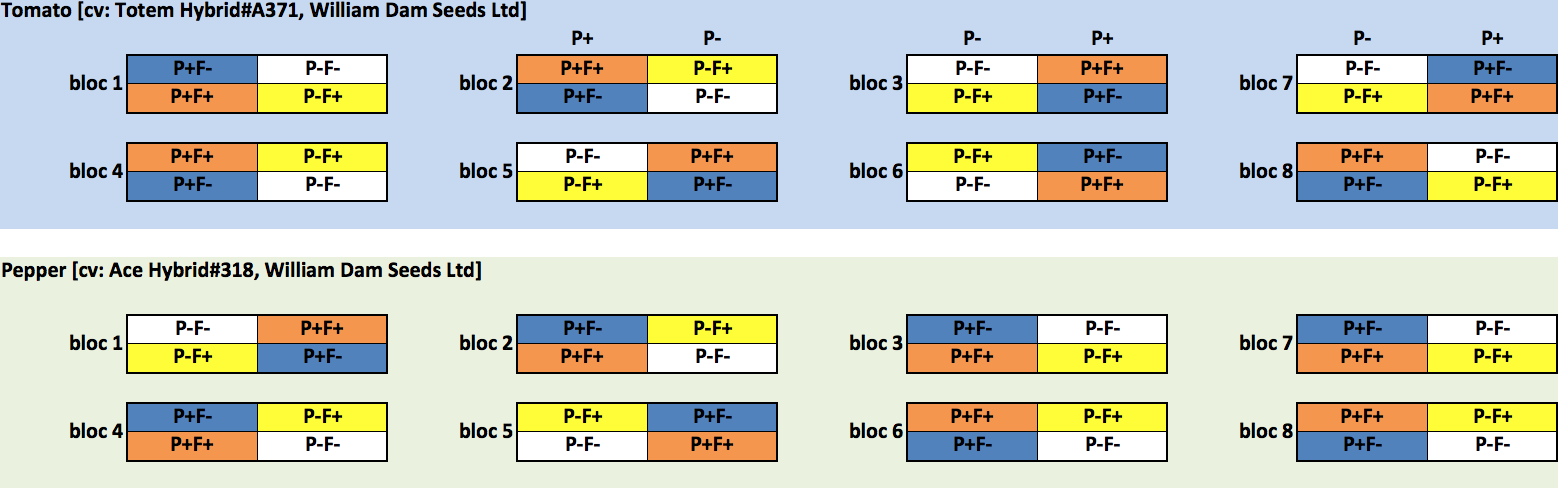 Tomato [cv: Totem Hybrid#A371, William Dam Seeds Ltd]
P+ P- P- P+ P- P+
P+F- P-F- P+F+ P-F+ P-F- P+F+ P-F- P+F-
bloc 1 bloc 2 bloc 3 bloc 7
P+F+ P-F+ P+F- P-F- P-F+ P+F- P-F+ P+F+
P+F+ P-F+ P-F- P+F+ P-F+ P+F- P+F+ P-F-
bloc 4 bloc 5 bloc 6 bloc 8
P+F- P-F- P-F+ P+F- P-F- P+F+ P+F- P-F+
Pepper [cv: Ace Hybrid#318, William Dam Seeds Ltd]
P-F- P+F+ P+F- P-F+ P+F- P-F- P+F- P-F-
bloc 1 bloc 2 bloc 3 bloc 7
P-F+ P+F- P+F+ P-F- P+F+ P-F+ P+F+ P-F+
P+F- P-F+ P-F+ P+F- P+F+ P-F+ P+F+ P-F+
bloc 4 bloc 5 bloc 6 bloc 8
P+F+ P-F- P-F- P+F+ P+F- P-F- P+F- P-F-